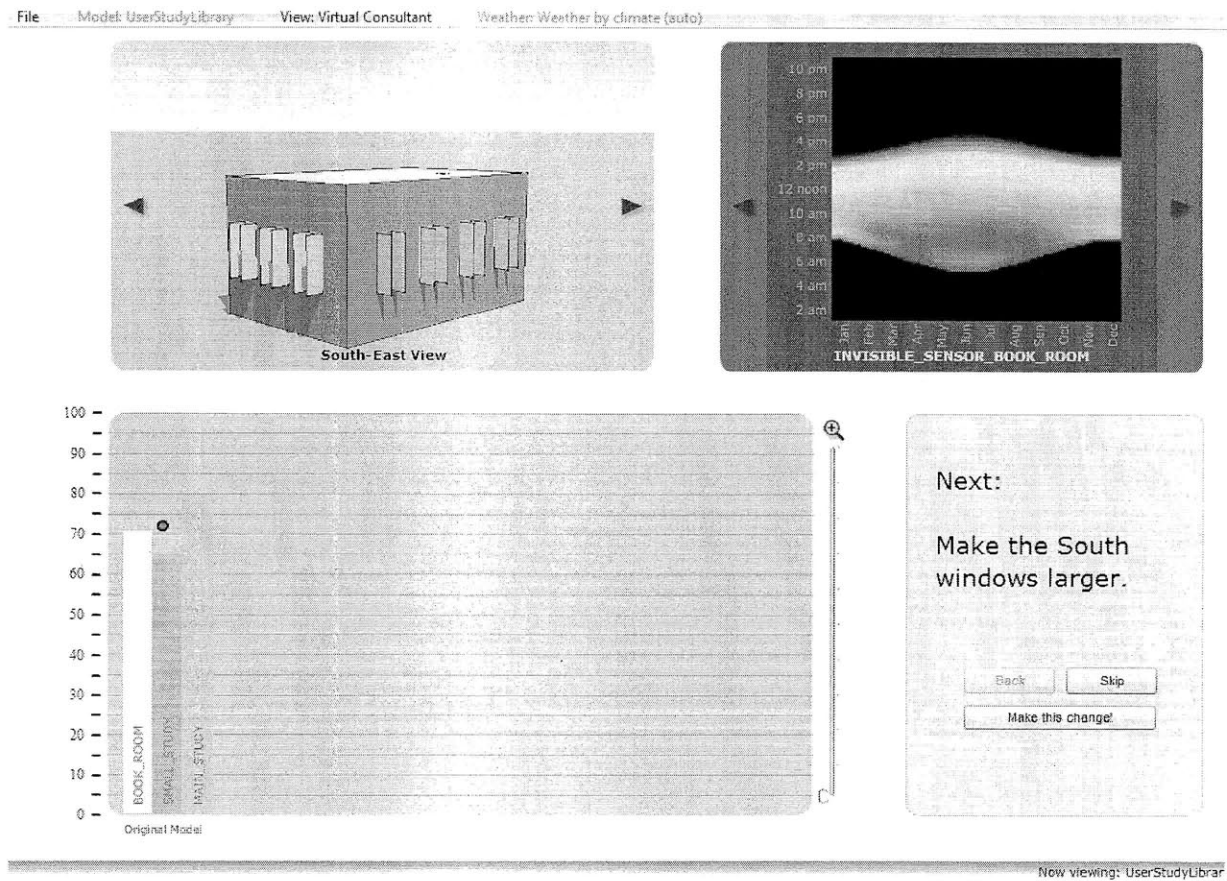 File Model: UserStudyLibrary View: Virtual Consultant Weather: Weather by climate (auto)
South-East View
10 pm
8 pm
6 pm
4 pm
2 pm
12 noon
10 am
8 am
6 am
4 am
2 am
Jan Feb Mar Apr May Jun Jul Aug Sep Oct Nov Dec
INVISIBLE_SENSOR_BOOK_ROOM
100
90
80
70
60
50
40
30
20
10
0
BOOK_ROOM
SMALL_STUDY
MAIN_STUDY
Original Model
Next:
Make the South
windows larger.
Back Skip
Make this change!
Now viewing: UserStudyLibrar